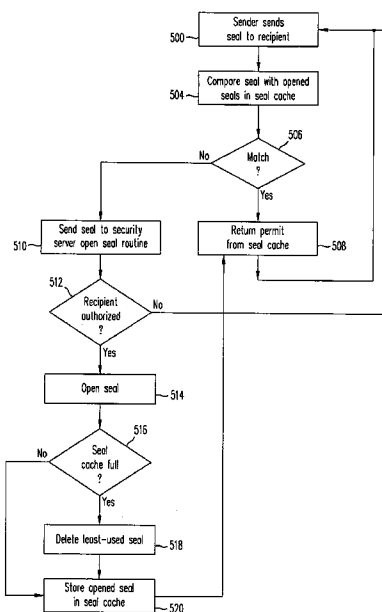 500
Sender sends
seal to recipient
504
Compare seal with opened
seals in seal cache
506
Match
?
No
Yes
510
Send seal to security
server open seal routine
Return permit
from seal cache
508
512
Recipient
authorized
?
No
Yes
Open seal
514
516
Seal
cache full
?
No
Yes
Delete least-used seal
518
Store opened seal
in seal cache
520